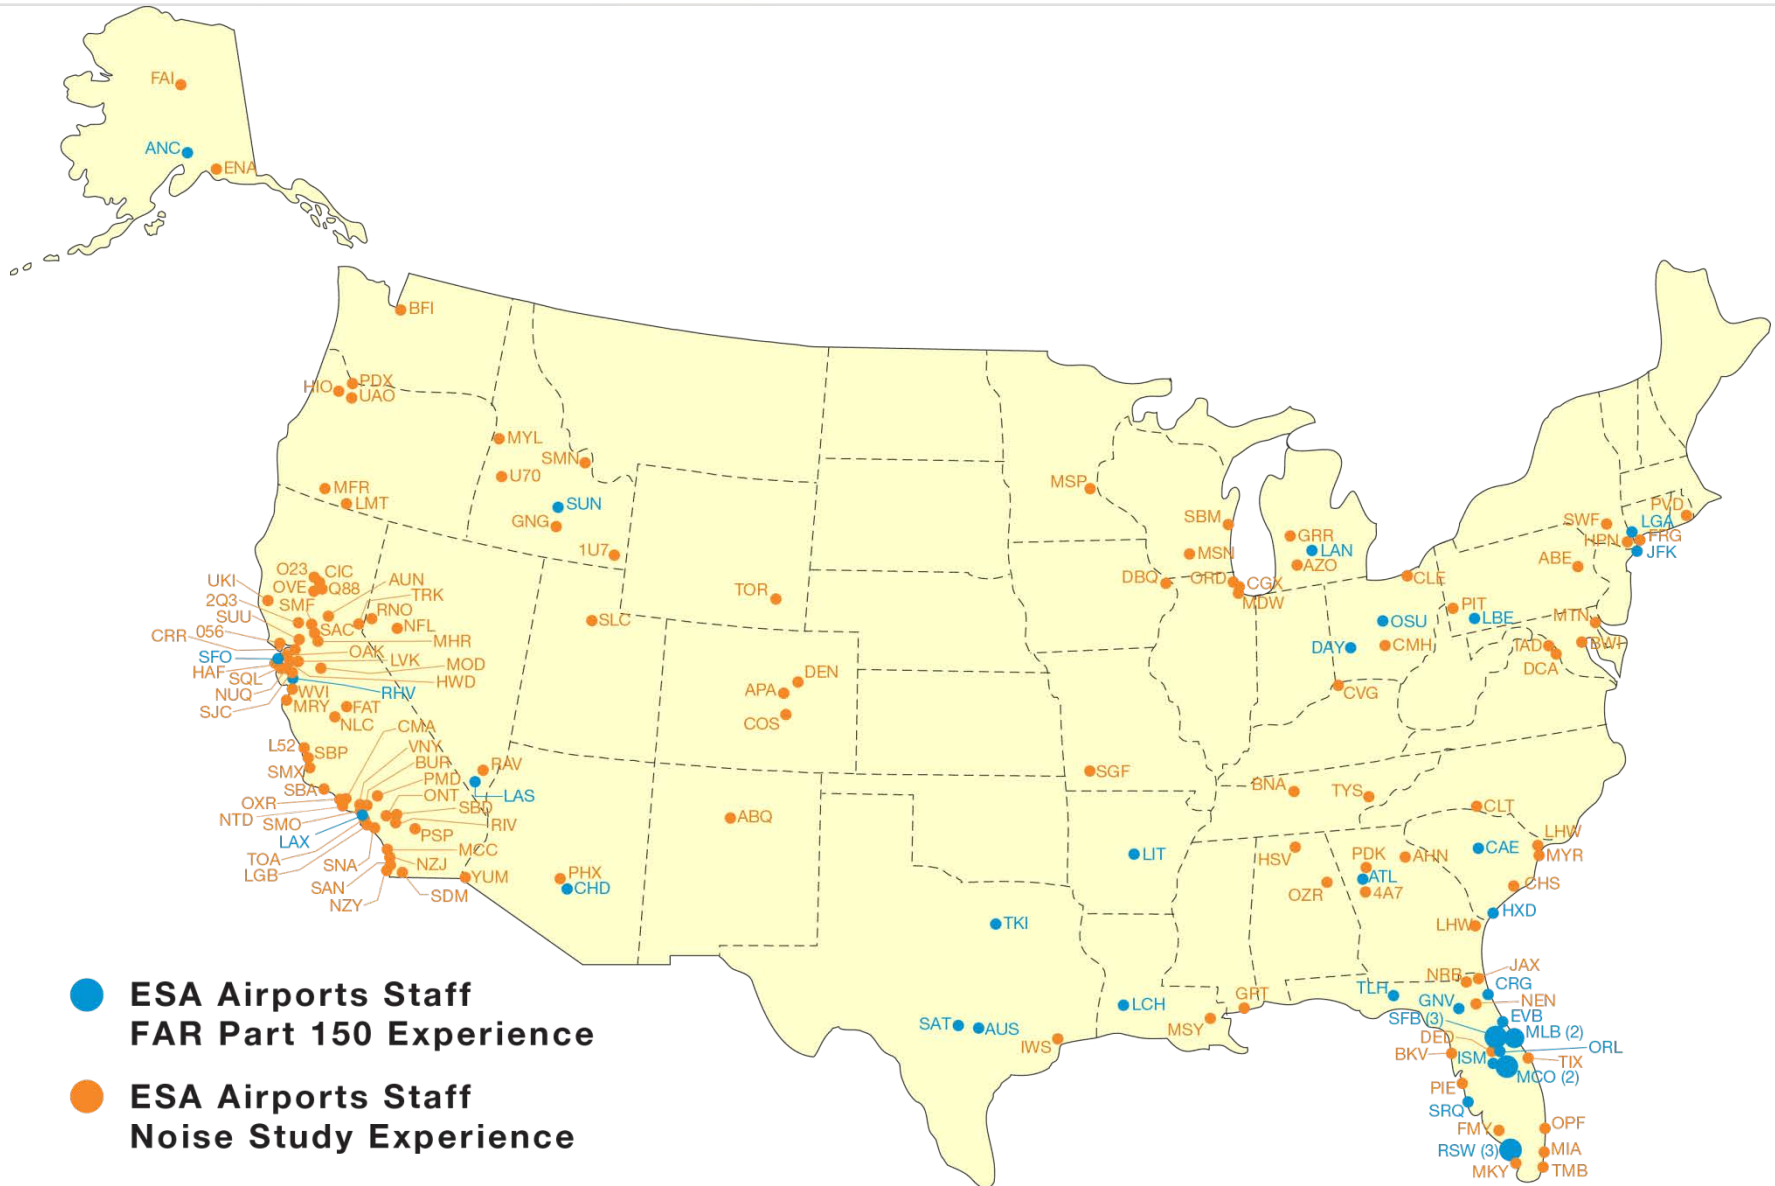 FAI
ANC
ENA
BFI
PDX
HIO
UAO
MYL
SMN
U70
SUN
MFR
LMT
GNG
1U7
MSP
SBM
MSN
DBQ
ORD
CGX
MDW
GRR
LAN
AZO
CLE
PVD
SWF
LGA
HPN
FRG
JFK
ABE
O23
CIC
OVE
Q88
AUN
UKI
TRK
2Q3
SMF
RNO
SUU
SAC
NFL
056
CRR
MHR
OAK
SFO
LVK
MOD
HAF
SQL
HWD
NUQ
WVI
RHV
SJC
MRY
FAT
NLC
CMA
L52
SBP
VNY
BUR
SMX
PMD
SBA
ONT
OXR
SBD
NTD
SMO
RIV
LAX
PSP
TOA
SNA
MCC
LGB
NZJ
SAN
SDM
NZY
YUM
RAV
LAS
SLC
TOR
DEN
APA
COS
ABQ
PHX
CHD
PIT
LBE
OSU
DAY
CMH
CVG
MTN
IAD
BWI
DCA
SGF
BNA
TYS
CLT
LIT
HSV
PDK
AHN
ATL
OZR
4A7
CAE
LHW
MYR
CHS
HXD
LHW
TKI
SAT
AUS
IWS
LCH
MSY
GPT
TLH
NRB
JAX
CRG
GNV
NEN
SFB (3)
EVB
MLB (2)
DED
ORL
BKV
ISM
TIX
MCO (2)
PIE
SRQ
FMY
OPF
RSW (3)
MIA
MKY
TMB
ESA Airports Staff
FAR Part 150 Experience
ESA Airports Staff
Noise Study Experience